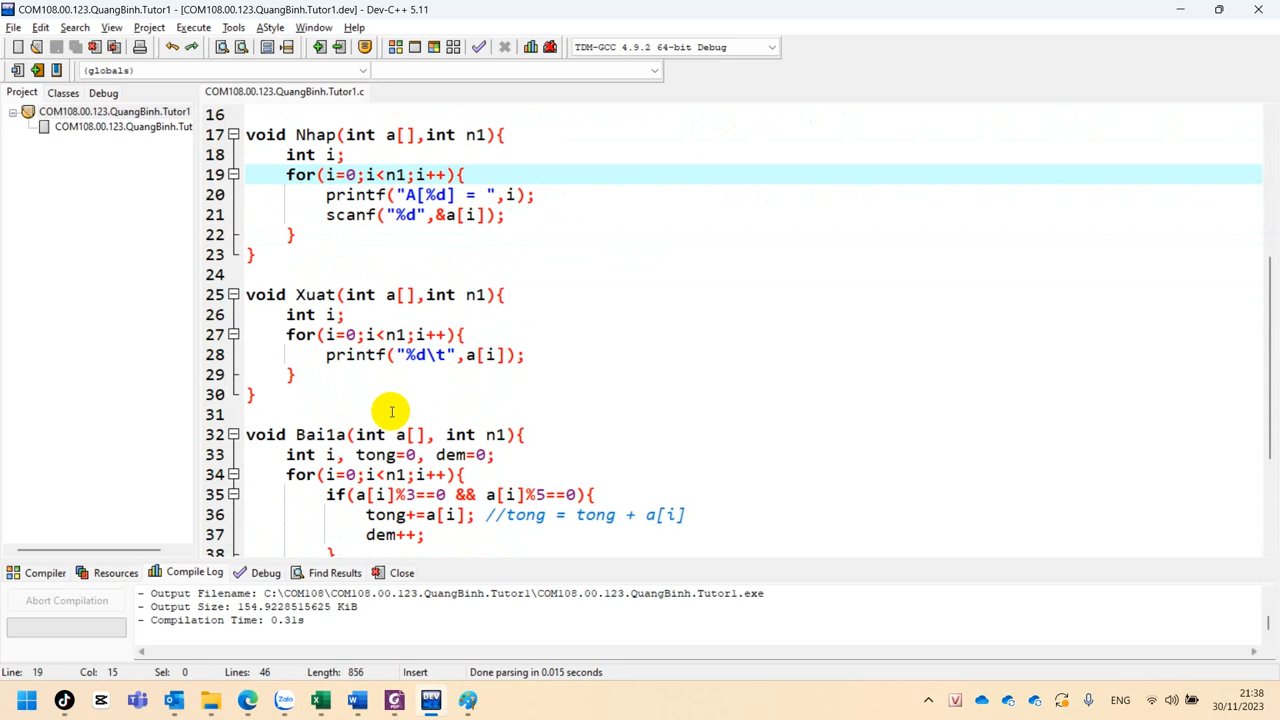 COM108.00.123.QuangBinh.Tutor1 - [COM108.00.123.QuangBinh.Tutor1.dev] - Dev-C++ 5.11
File Edit Search View Project Execute Tools AStyle Window Help
TDM-GCC 4.9.2 64-bit Debug
(globals)
Project Classes Debug
COM108.00.123.QuangBinh.Tutor1.c
COM108.00.123.QuangBinh.Tutor1
COM108.00.123.QuangBinh.Tut
16
17 void Nhap(int a[],int n1){
18 int i;
19 for(i=0;i<n1;i++){
20 printf("A[%d] = ",i);
21 scanf("%d",&a[i]);
22 }
23 }
24
25 void Xuat(int a[],int n1){
26 int i;
27 for(i=0;i<n1;i++){
28 printf("%d\t",a[i]);
29 }
30 }
31
32 void Bai1a(int a[], int n1){
33 int i, tong=0, dem=0;
34 for(i=0;i<n1;i++){
35 if(a[i]%3==0 && a[i]%5==0){
36 tong+=a[i]; //tong = tong + a[i]
37 dem++;
38 }
Compiler Resources Compile Log Debug Find Results Close
Abort Compilation
- Output Filename: C:\COM108\COM108.00.123.QuangBinh.Tutor1\COM108.00.123.QuangBinh.Tutor1.exe
- Output Size: 154.9228515625 KiB
- Compilation Time: 0.31s
Line: 19 Col: 15 Sel: 0 Lines: 46 Length: 856 Insert Done parsing in 0.015 seconds
Zalo
DEV
V
ENG
21:38
30/11/2023